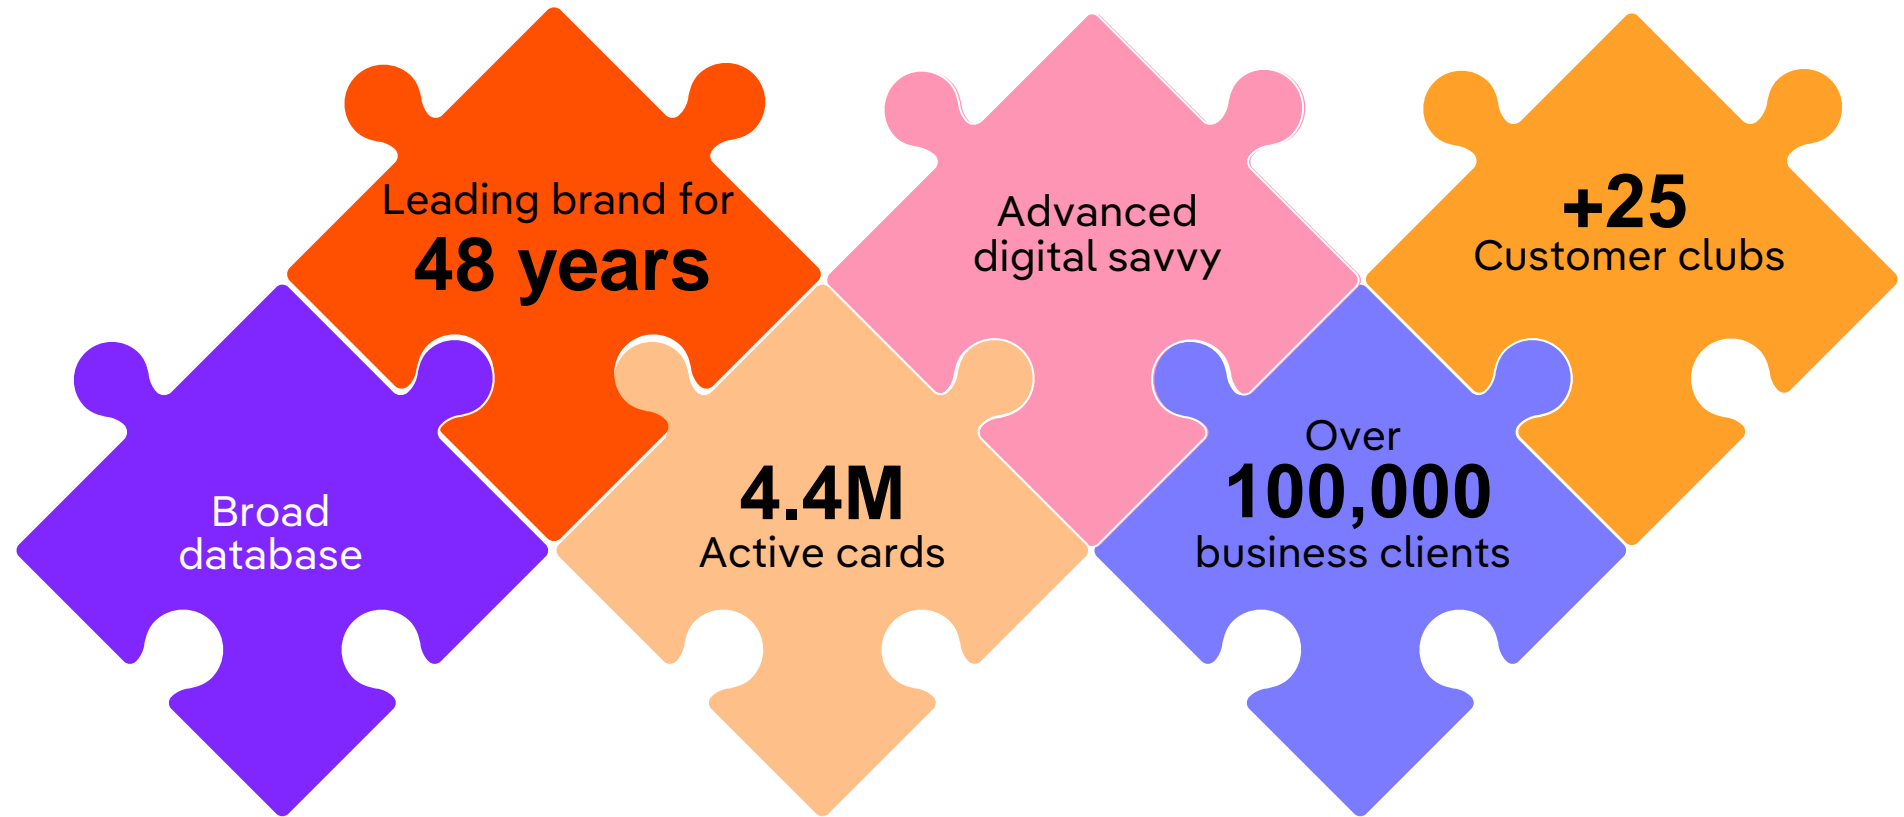 Leading brand for
48 years
Advanced
digital savvy
+25
Customer clubs
Broad
database
4.4M
Active cards
Over
100,000
business clients